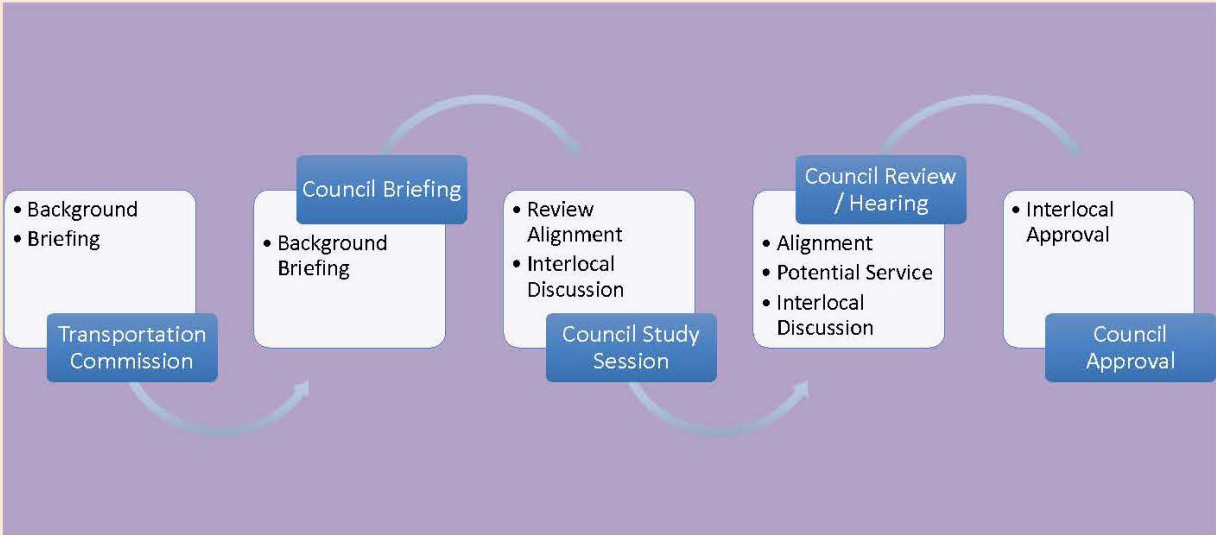 • Background
• Briefing
Transportation
Commission
Council Briefing
• Background
Briefing
• Review
Alignment
• Interlocal
Discussion
Council Study
Session
Council Review
/ Hearing
• Alignment
• Potential Service
• Interlocal
Discussion
• Interlocal
Approval
Council
Approval